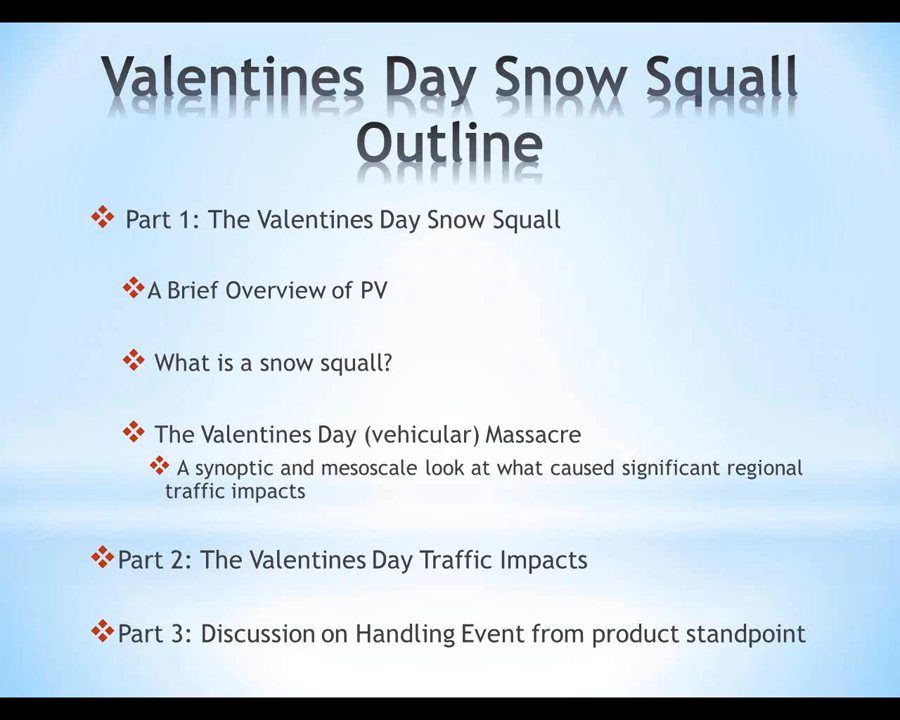 Valentines Day Snow Squall
Outline
Part 1: The Valentines Day Snow Squall
A Brief Overview of PV
What is a snow squall?
The Valentines Day (vehicular) Massacre
A synoptic and mesoscale look at what caused significant regional
traffic impacts
Part 2: The Valentines Day Traffic Impacts
Part 3: Discussion on Handling Event from product standpoint